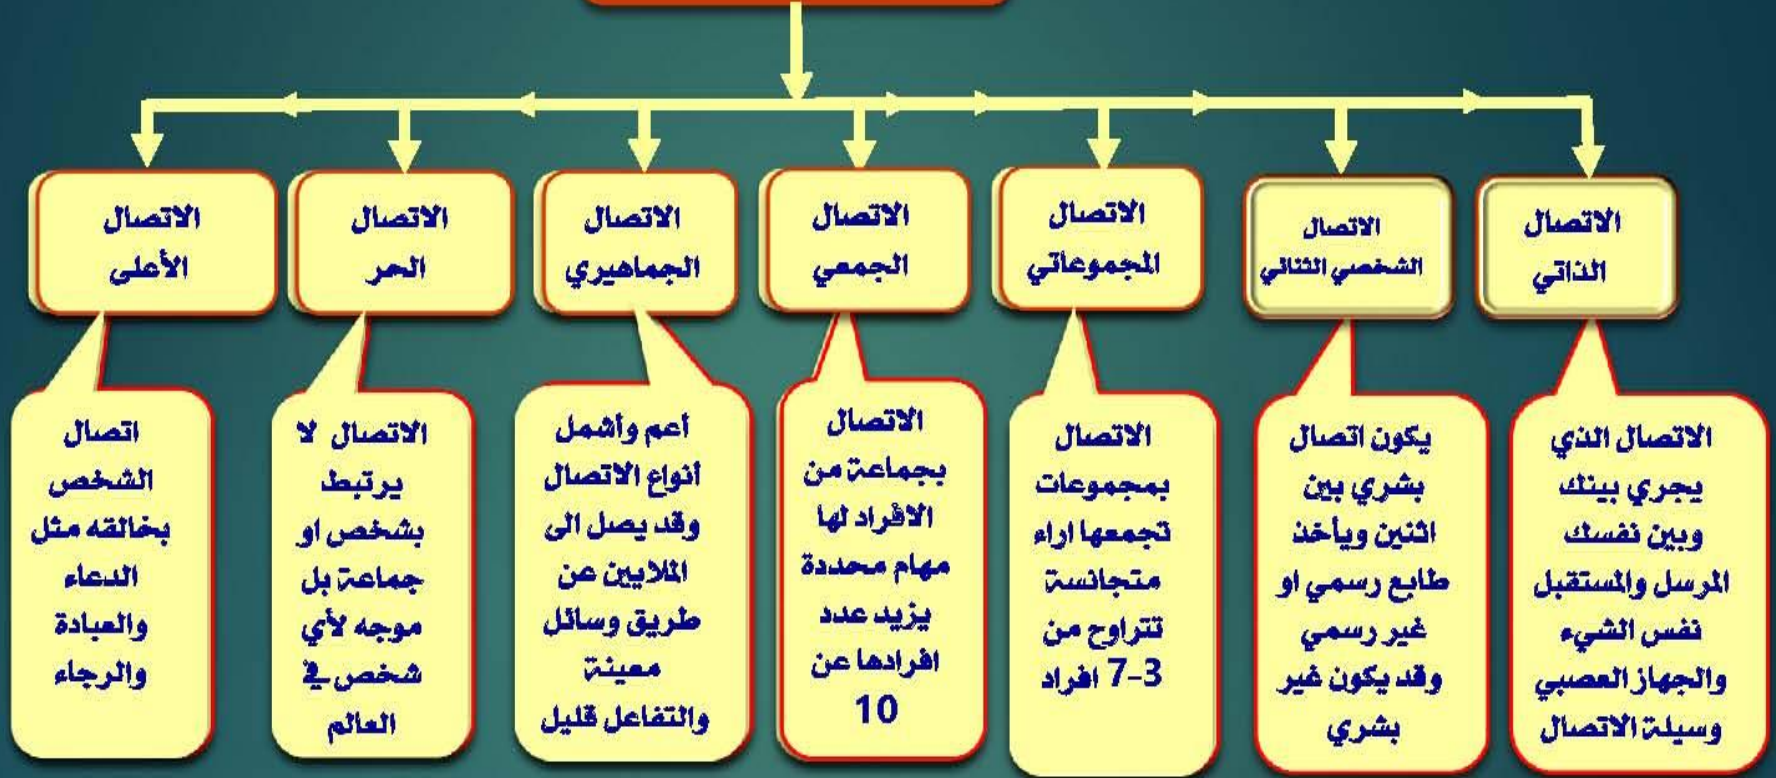 الاتصال
الذاتي
الاتصال
الشخصي الثنائي
الاتصال
المجموعاتي
الاتصال
الجمعي
الاتصال
الجماهيري
الاتصال
الحر
الاتصال
الأعلى
الاتصال الذي
يجري بينك
وبين نفسك
المرسل والمستقبل
نفس الشيء
والجهاز العصبي
وسيلة الاتصال
يكون اتصال
بشري بين
اثنين ويأخذ
طابع رسمي او
غير رسمي
وقد يكون غير
بشري
الاتصال
بمجموعات
تجمعها اراء
متجانسة
تتراوح من
3-7 افراد
الاتصال
بجماعة من
الافراد لها
مهام محددة
يزيد عدد
افرادها عن
10
أعم وأشمل
أنواع الاتصال
وقد يصل الى
الملايين عن
طريق وسائل
معينة
والتفاعل قليل
الاتصال لا
يرتبط
بشخص او
جماعة بل
موجه لأي
شخص في
العالم
اتصال
الشخص
بخالقه مثل
الدعاء
والعبادة
والرجاء